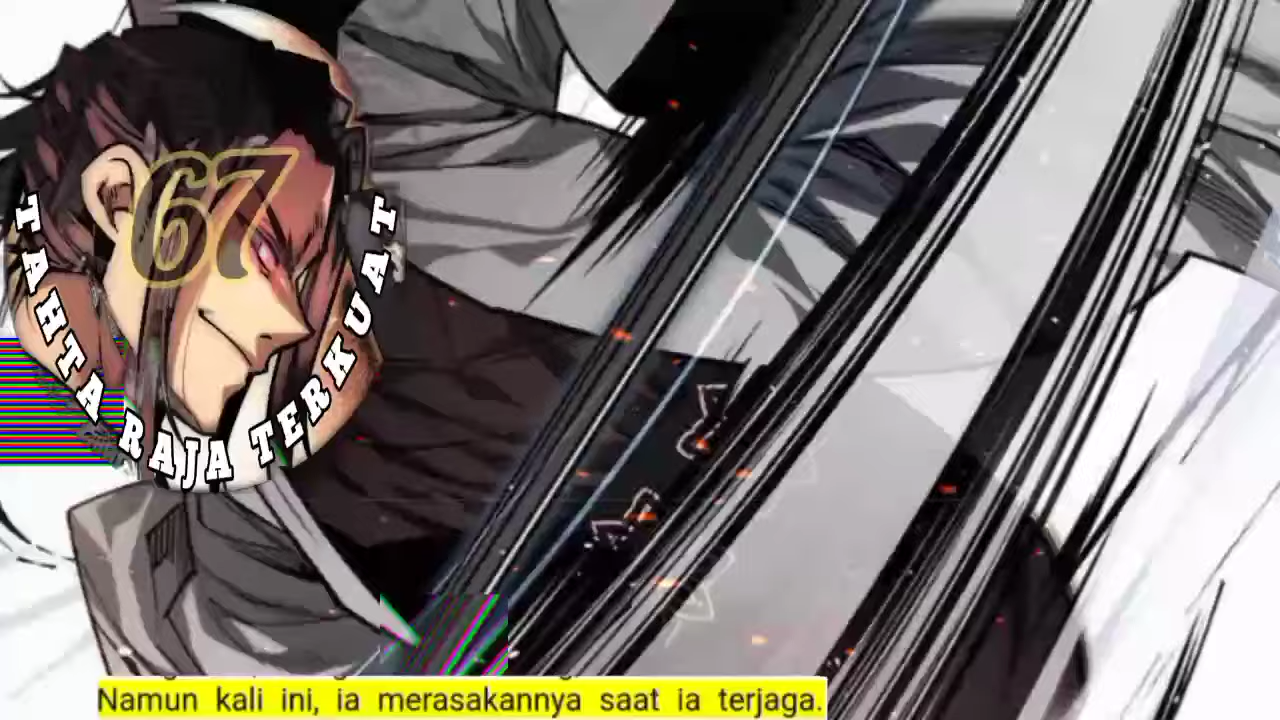 67
TAHTA RAJA TERKUAT
Namun kali ini, ia merasakannya saat ia terjaga.